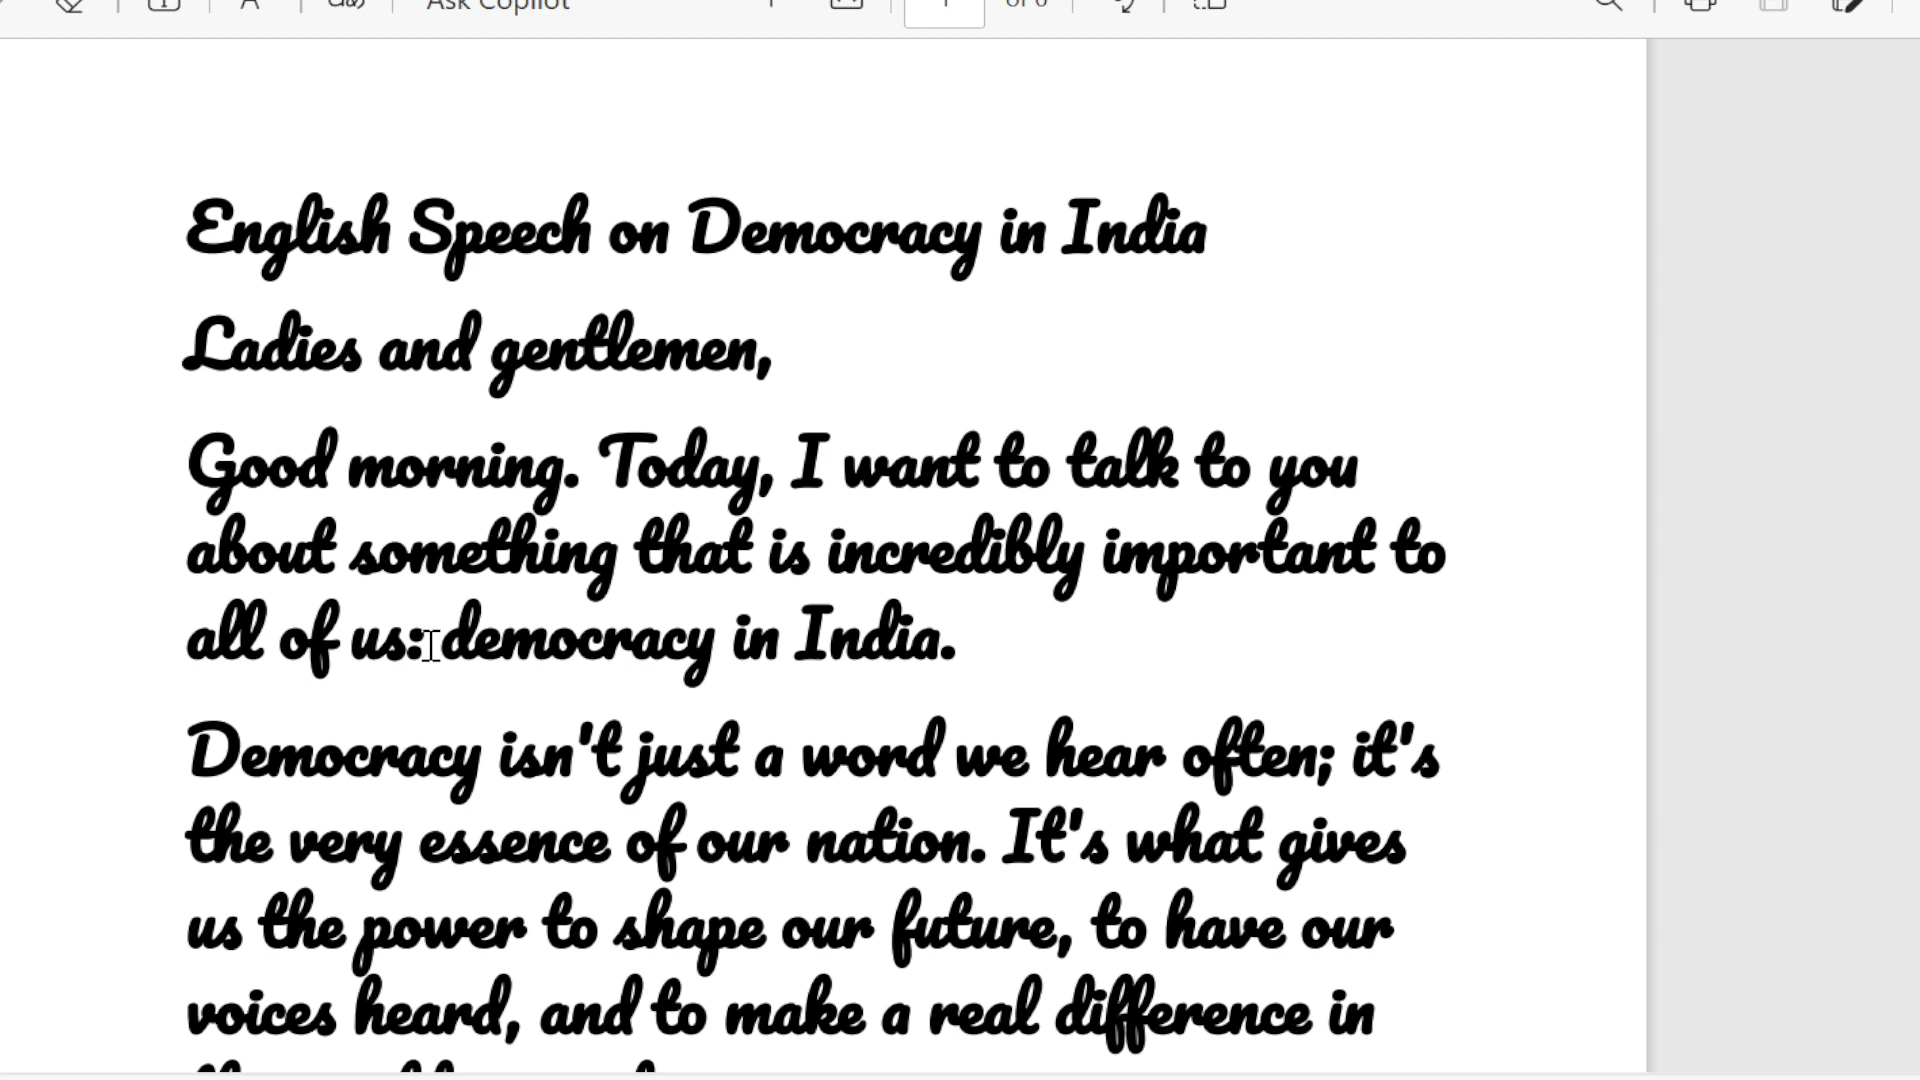 Ask Copilot
English Speech on Democracy in India
Ladies and gentlemen,
Good morning. Today, I want to talk to you
about something that is incredibly important to
all of us: democracy in India.
Democracy isn't just a word we hear often; it's
the very essence of our nation. It's what gives
us the power to shape our future, to have our
voices heard, and to make a real difference in